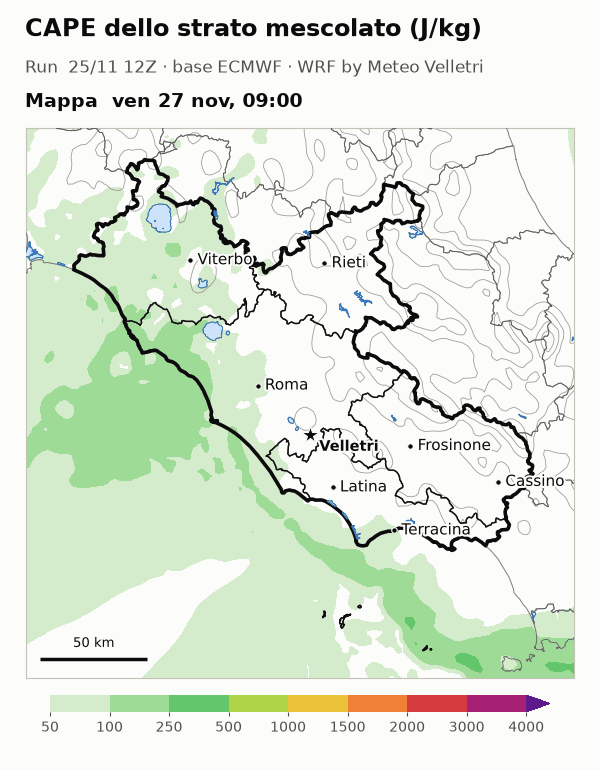 CAPE dello strato mescolato (J/kg)
Run 25/11 12Z · base ECMWF · WRF by Meteo Velletri
Mappa ven 27 nov, 09:00
Viterbo
Rieti
Roma
Velletri
Frosinone
Latina
Cassino
Terracina
50 km
50 100 250 500 1000 1500 2000 3000 4000